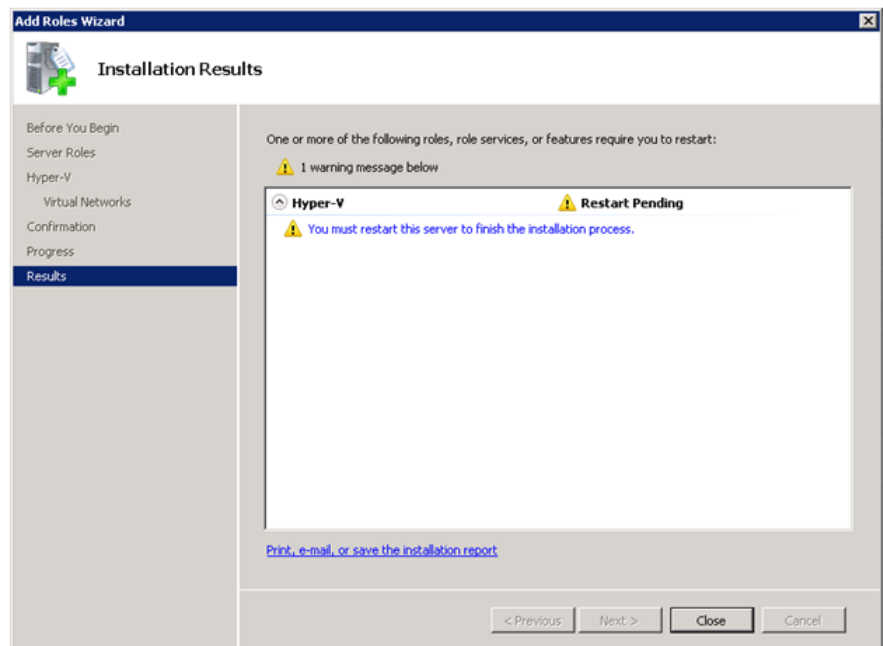 Add Roles Wizard
Installation Results
Before You Begin
Server Roles
Hyper-V
Virtual Networks
Confirmation
Progress
Results
One or more of the following roles, role services, or features require you to restart:
1 warning message below
Hyper-V Restart Pending
You must restart this server to finish the installation process.
Print, e-mail, or save the installation report
< Previous Next > Close Cancel